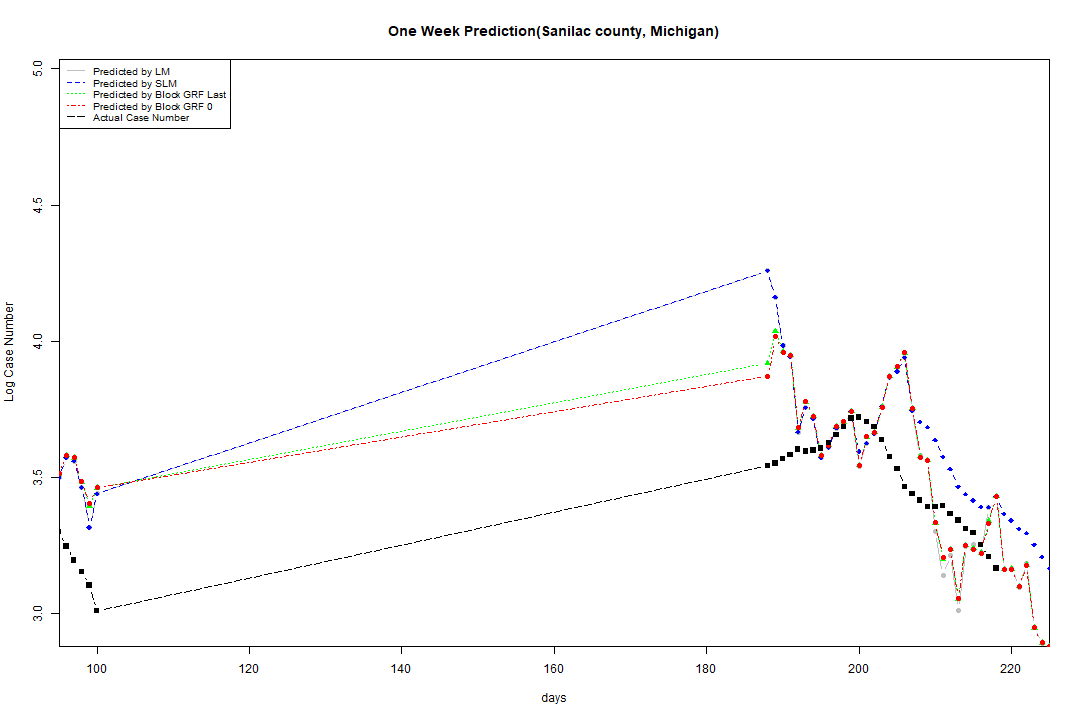 One Week Prediction(Sanilac county, Michigan)
Predicted by LM
Predicted by SLM
Predicted by Block GRF Last
Predicted by Block GRF 0
Actual Case Number
Log Case Number
5.0
4.5
4.0
3.5
3.0
100 120 140 160 180 200 220
days